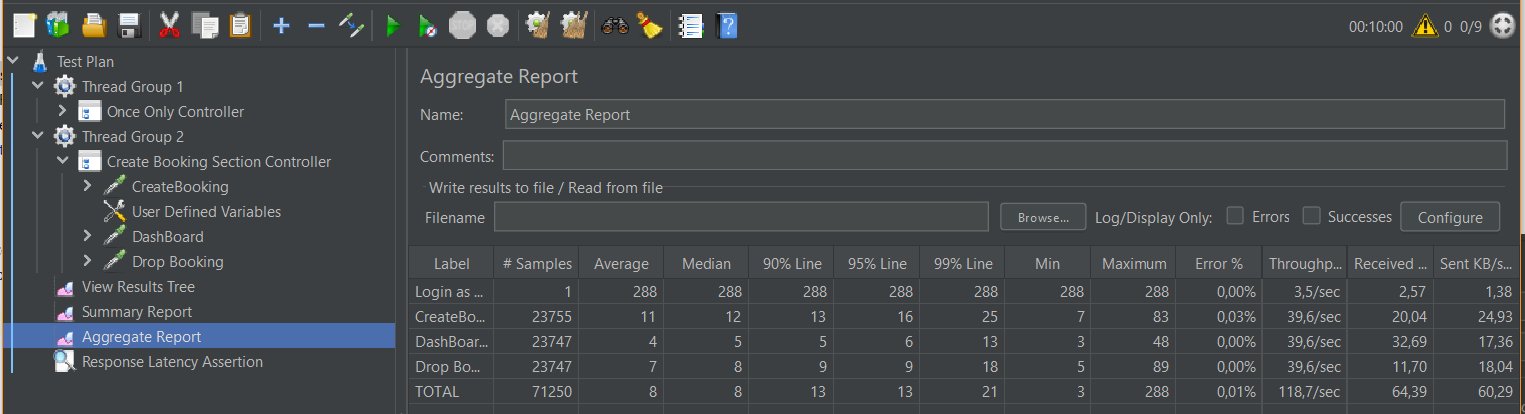 00:10:00 0 0/9
Test Plan
Thread Group 1
Once Only Controller
Thread Group 2
Create Booking Section Controller
CreateBooking
User Defined Variables
DashBoard
Drop Booking
View Results Tree
Summary Report
Aggregate Report
Response Latency Assertion
Aggregate Report
Name: Aggregate Report
Comments:
Write results to file / Read from file
Filename Browse... Log/Display Only: Errors Successes Configure
Label # Samples Average Median 90% Line 95% Line 99% Line Min Maximum Error % Throughp... Received ... Sent KB/s...
Login as ... 1 288 288 288 288 288 288 288 0,00% 3,5/sec 2,57 1,38
CreateBo... 23755 11 12 13 16 25 7 83 0,03% 39,6/sec 20,04 24,93
DashBoar... 23747 4 5 5 6 13 3 48 0,00% 39,6/sec 32,69 17,36
Drop Bo... 23747 7 8 9 9 18 5 89 0,00% 39,6/sec 11,70 18,04
TOTAL 71250 8 8 13 13 21 3 288 0,01% 118,7/sec 64,39 60,29